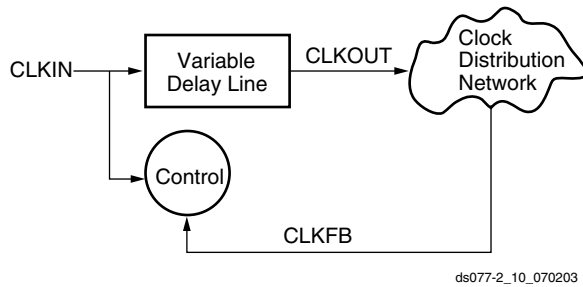 CLKIN
Variable
Delay Line
CLKOUT
Clock
Distribution
Network
Control
CLKFB
ds077-2_10_070203